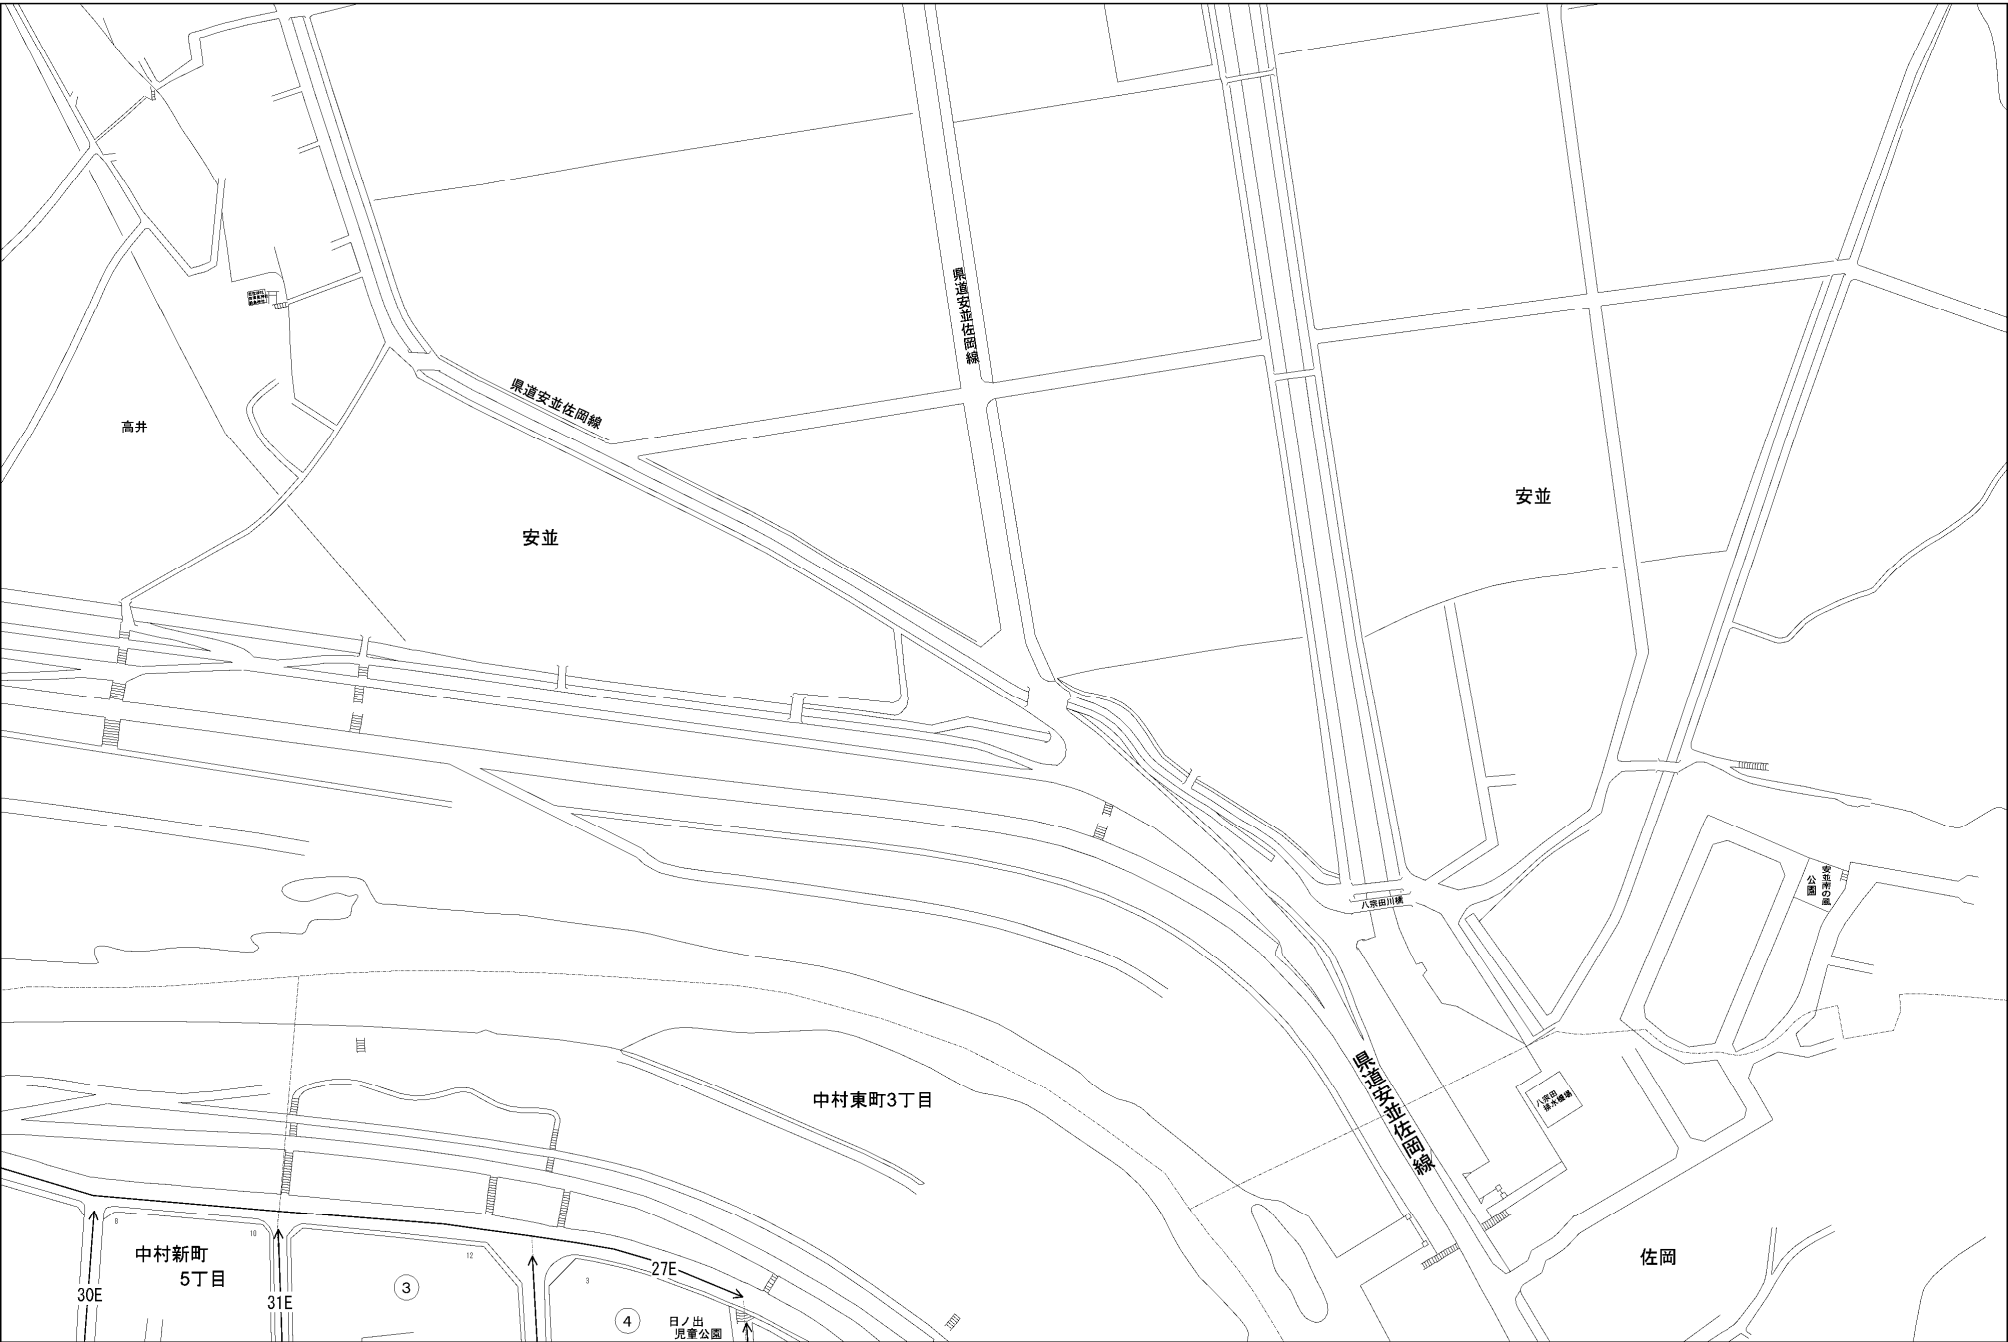 県道安並佐岡線
県道安並佐岡線
高井
安並
安並
安並南の風
公園
八宗田川橋
県道安並佐岡線
中村東町3丁目
八宗田
排水機場
佐岡
中村新町
5丁目
8
10
12
3
30E
31E
27E
③
④
日ノ出
児童公園